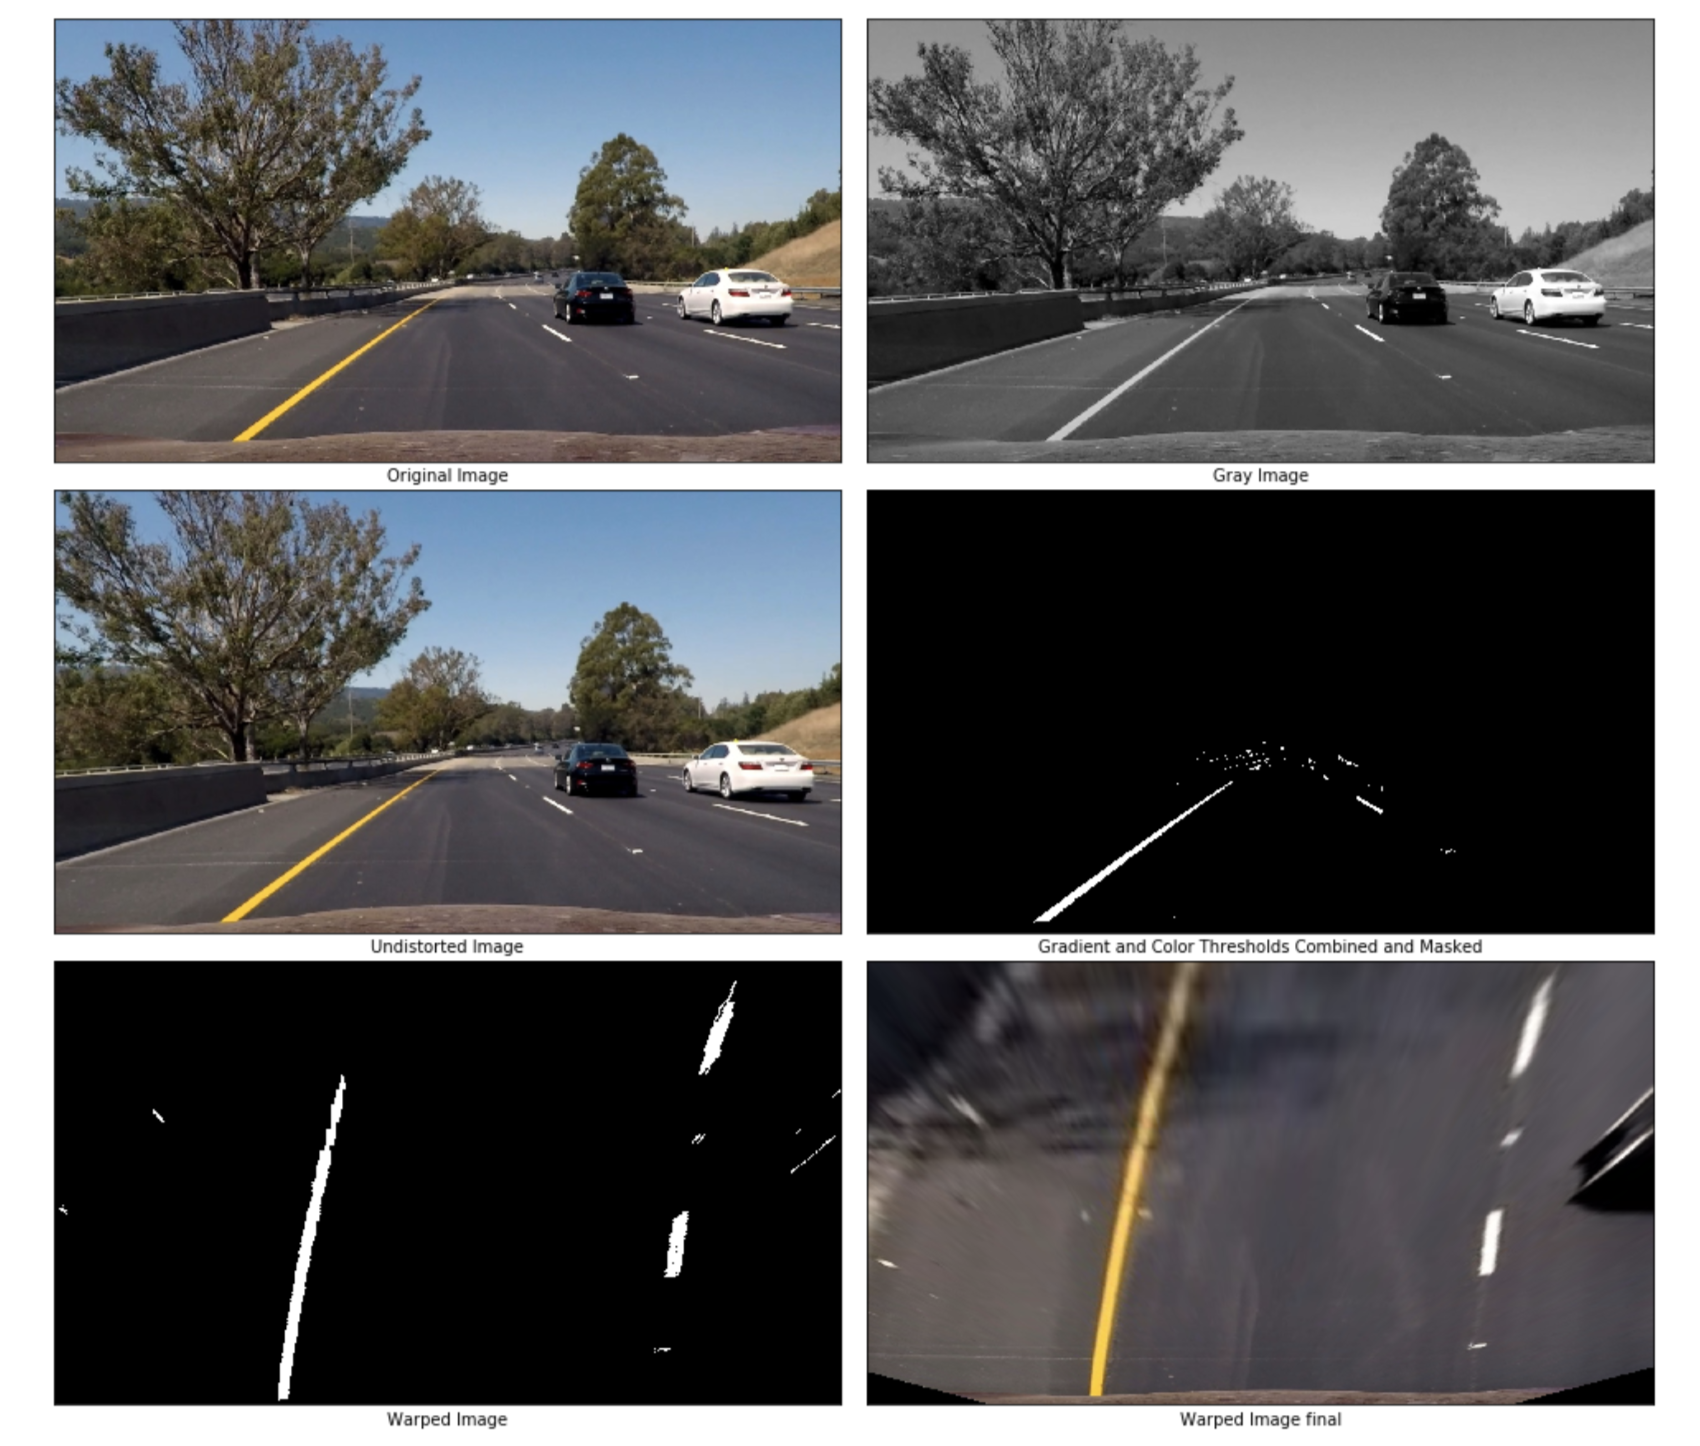 Original Image
Gray Image
Undistorted Image
Gradient and Color Thresholds Combined and Masked
Warped Image
Warped Image final